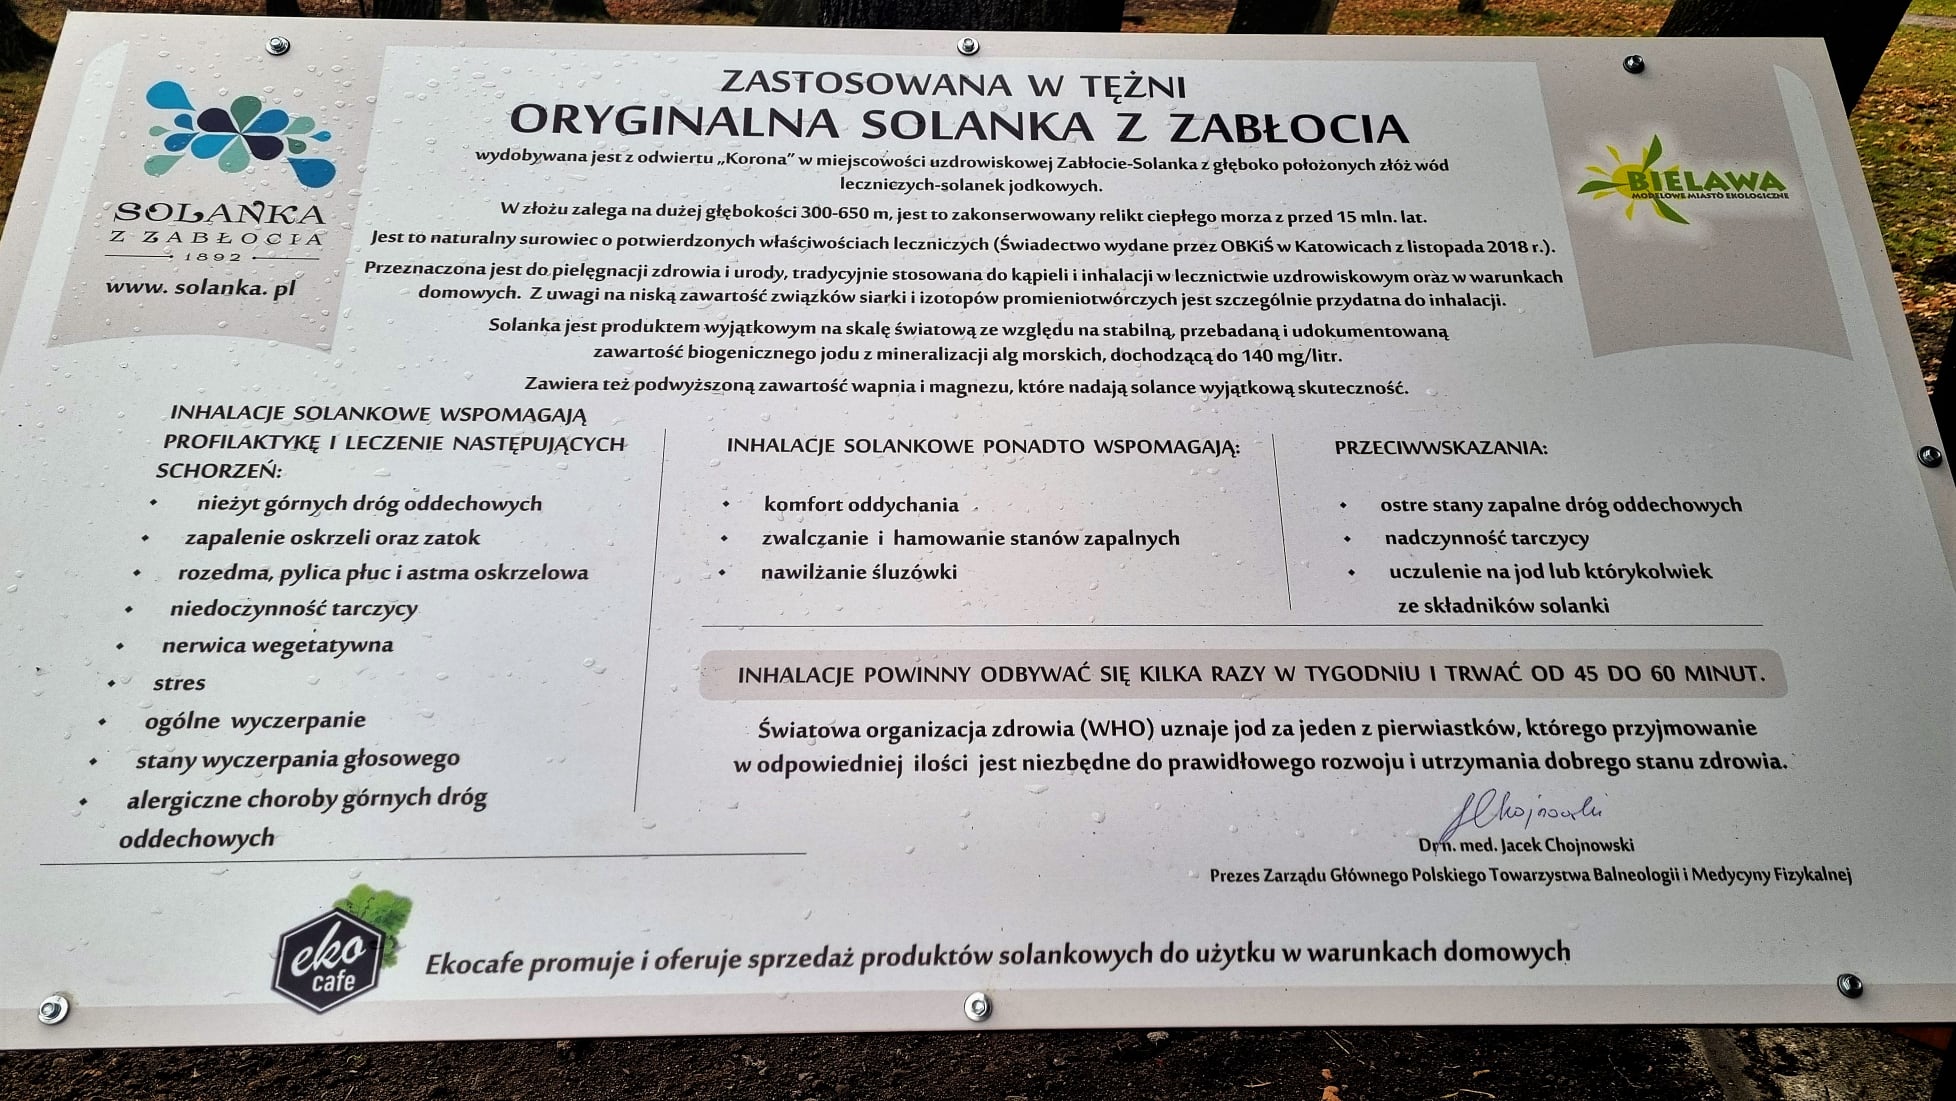 SOLANKA
Z ZABŁOCIA
1892
www. solanka. pl
ZASTOSOWANA W TĘŻNI
ORYGINALNA SOLANKA Z ZABŁOCIA
wydobywana jest z odwiertu „Korona” w miejscowości uzdrowiskowej Zabłocie-Solanka z głęboko położonych złóż wód
leczniczych-solanek jodkowych.
W złożu zalega na dużej głębokości 300-650 m, jest to zakonserwowany relikt ciepłego morza z przed 15 mln. lat.
Jest to naturalny surowiec o potwierdzonych właściwościach leczniczych (Świadectwo wydane przez OBKiŚ w Katowicach z listopada 2018 r.).
Przeznaczona jest do pielęgnacji zdrowia i urody, tradycyjnie stosowana do kąpieli i inhalacji w lecznictwie uzdrowiskowym oraz w warunkach
domowych. Z uwagi na niską zawartość związków siarki i izotopów promieniotwórczych jest szczególnie przydatna do inhalacji.
Solanka jest produktem wyjątkowym na skalę światową ze względu na stabilną, przebadaną i udokumentowaną
zawartość biogenicznego jodu z mineralizacji alg morskich, dochodzącą do 140 mg/litr.
Zawiera też podwyższoną zawartość wapnia i magnezu, które nadają solance wyjątkową skuteczność.
BIELAWA
MODELOWE MIASTO EKOLOGICZNE
INHALACJE SOLANKOWE WSPOMAGAJĄ
PROFILAKTYKĘ I LECZENIE NASTĘPUJĄCYCH
SCHORZEŃ:
• nieżyt górnych dróg oddechowych
• zapalenie oskrzeli oraz zatok
• rozedma, pylica płuc i astma oskrzelowa
• niedoczynność tarczycy
• nerwica wegetatywna
• stres
• ogólne wyczerpanie
• stany wyczerpania głosowego
• alergiczne choroby górnych dróg
oddechowych
INHALACJE SOLANKOWE PONADTO WSPOMAGAJĄ:
• komfort oddychania
• zwalczanie i hamowanie stanów zapalnych
• nawilżanie śluzówki
PRZECIWWSKAZANIA:
• ostre stany zapalne dróg oddechowych
• nadczynność tarczycy
• uczulenie na jod lub którykolwiek
ze składników solanki
INHALACJE POWINNY ODBYWAĆ SIĘ KILKA RAZY W TYGODNIU I TRWAĆ OD 45 DO 60 MINUT.
Światowa organizacja zdrowia (WHO) uznaje jod za jeden z pierwiastków, którego przyjmowanie
w odpowiedniej ilości jest niezbędne do prawidłowego rozwoju i utrzymania dobrego stanu zdrowia.
JChojnowski
Dr n. med. Jacek Chojnowski
Prezes Zarządu Głównego Polskiego Towarzystwa Balneologii i Medycyny Fizykalnej
eko
cafe
Ekocafe promuje i oferuje sprzedaż produktów solankowych do użytku w warunkach domowych